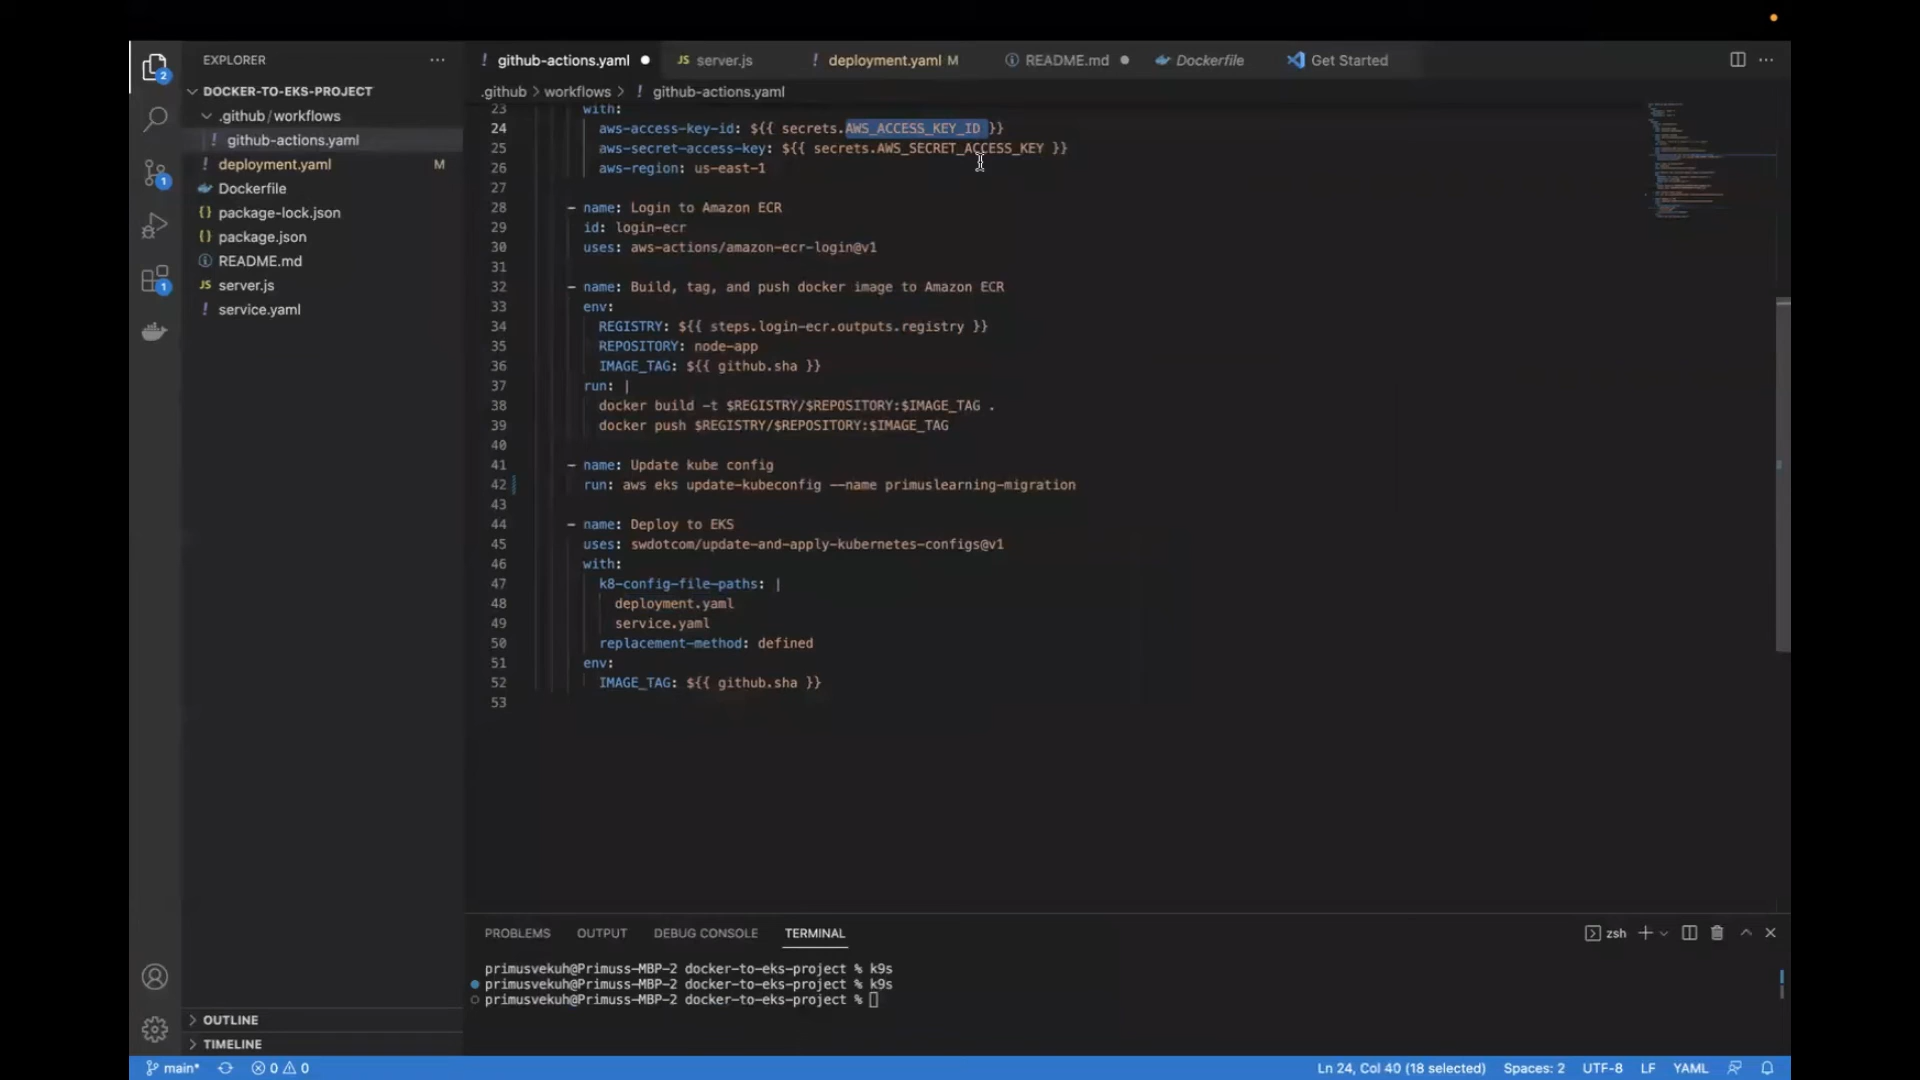 EXPLORER
DOCKER-TO-EKS-PROJECT
.github/workflows
github-actions.yaml
deployment.yaml M
Dockerfile
package-lock.json
package.json
README.md
JS server.js
service.yaml
OUTLINE
TIMELINE
2
1
1
! github-actions.yaml
JS server.js
! deployment.yaml M
README.md
Dockerfile
Get Started
.github > workflows > ! github-actions.yaml
23 with:
24 aws-access-key-id: ${{ secrets.AWS_ACCESS_KEY_ID }}
25 aws-secret-access-key: ${{ secrets.AWS_SECRET_ACCESS_KEY }}
26 aws-region: us-east-1
27
28 - name: Login to Amazon ECR
29 id: login-ecr
30 uses: aws-actions/amazon-ecr-login@v1
31
32 - name: Build, tag, and push docker image to Amazon ECR
33 env:
34 REGISTRY: ${{ steps.login-ecr.outputs.registry }}
35 REPOSITORY: node-app
36 IMAGE_TAG: ${{ github.sha }}
37 run: |
38 docker build -t $REGISTRY/$REPOSITORY:$IMAGE_TAG .
39 docker push $REGISTRY/$REPOSITORY:$IMAGE_TAG
40
41 - name: Update kube config
42 run: aws eks update-kubeconfig --name primuslearning-migration
43
44 - name: Deploy to EKS
45 uses: swdotcom/update-and-apply-kubernetes-configs@v1
46 with:
47 k8-config-file-paths: |
48 deployment.yaml
49 service.yaml
50 replacement-method: defined
51 env:
52 IMAGE_TAG: ${{ github.sha }}
53
PROBLEMS OUTPUT DEBUG CONSOLE TERMINAL
zsh
primusvekuh@Primuss-MBP-2 docker-to-eks-project % k9s
primusvekuh@Primuss-MBP-2 docker-to-eks-project % k9s
primusvekuh@Primuss-MBP-2 docker-to-eks-project %
main* 0 0 Ln 24, Col 40 (18 selected) Spaces: 2 UTF-8 LF YAML